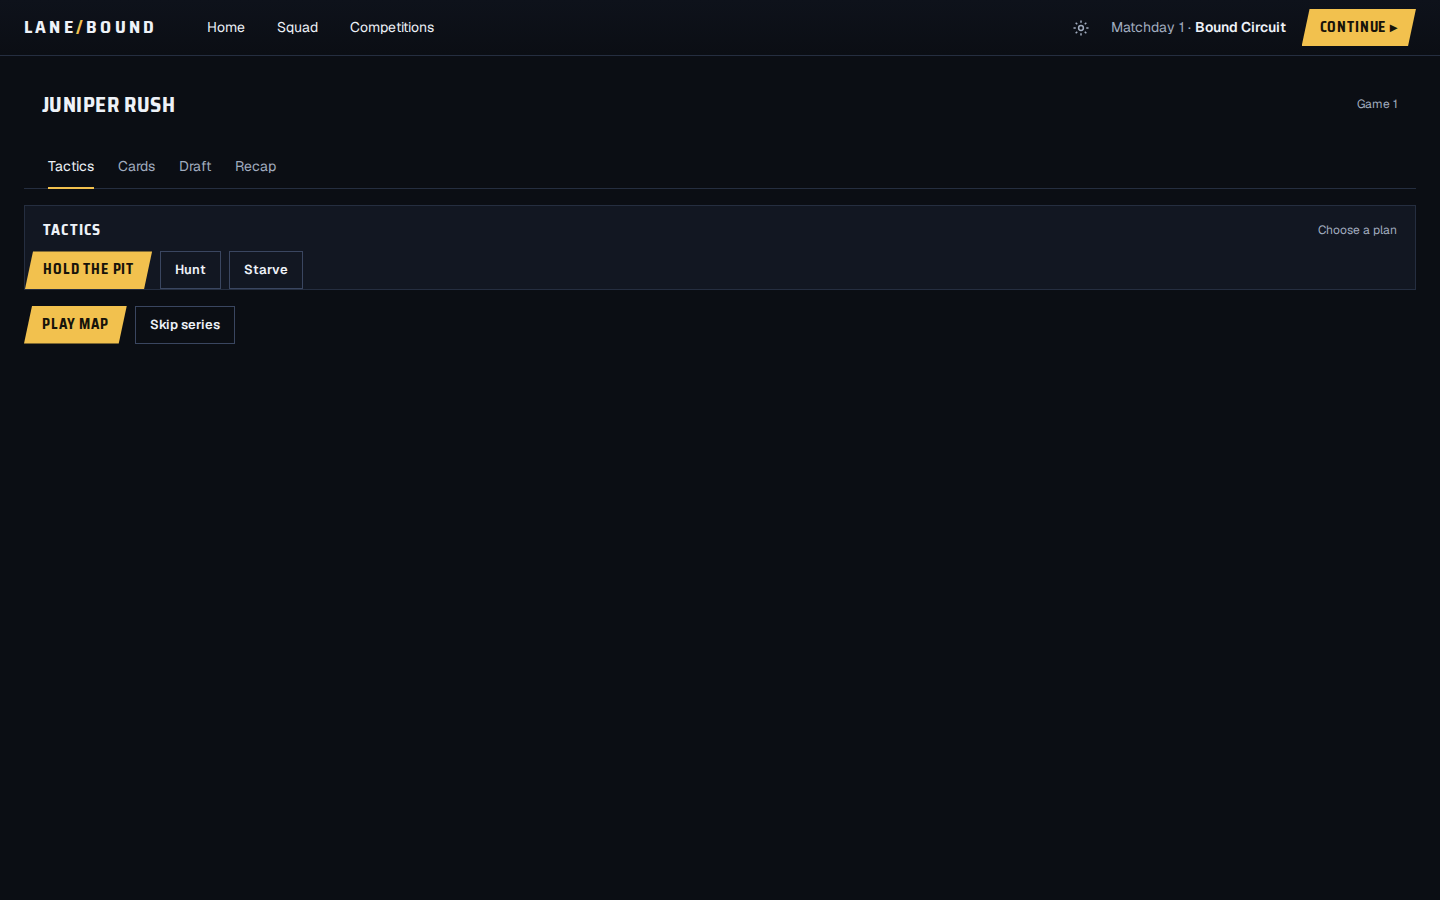 LANE/BOUND Home Squad Competitions Matchday 1 · Bound Circuit CONTINUE ▸
JUNIPER RUSH Game 1
Tactics Cards Draft Recap
TACTICS Choose a plan
HOLD THE PIT Hunt Starve
PLAY MAP Skip series